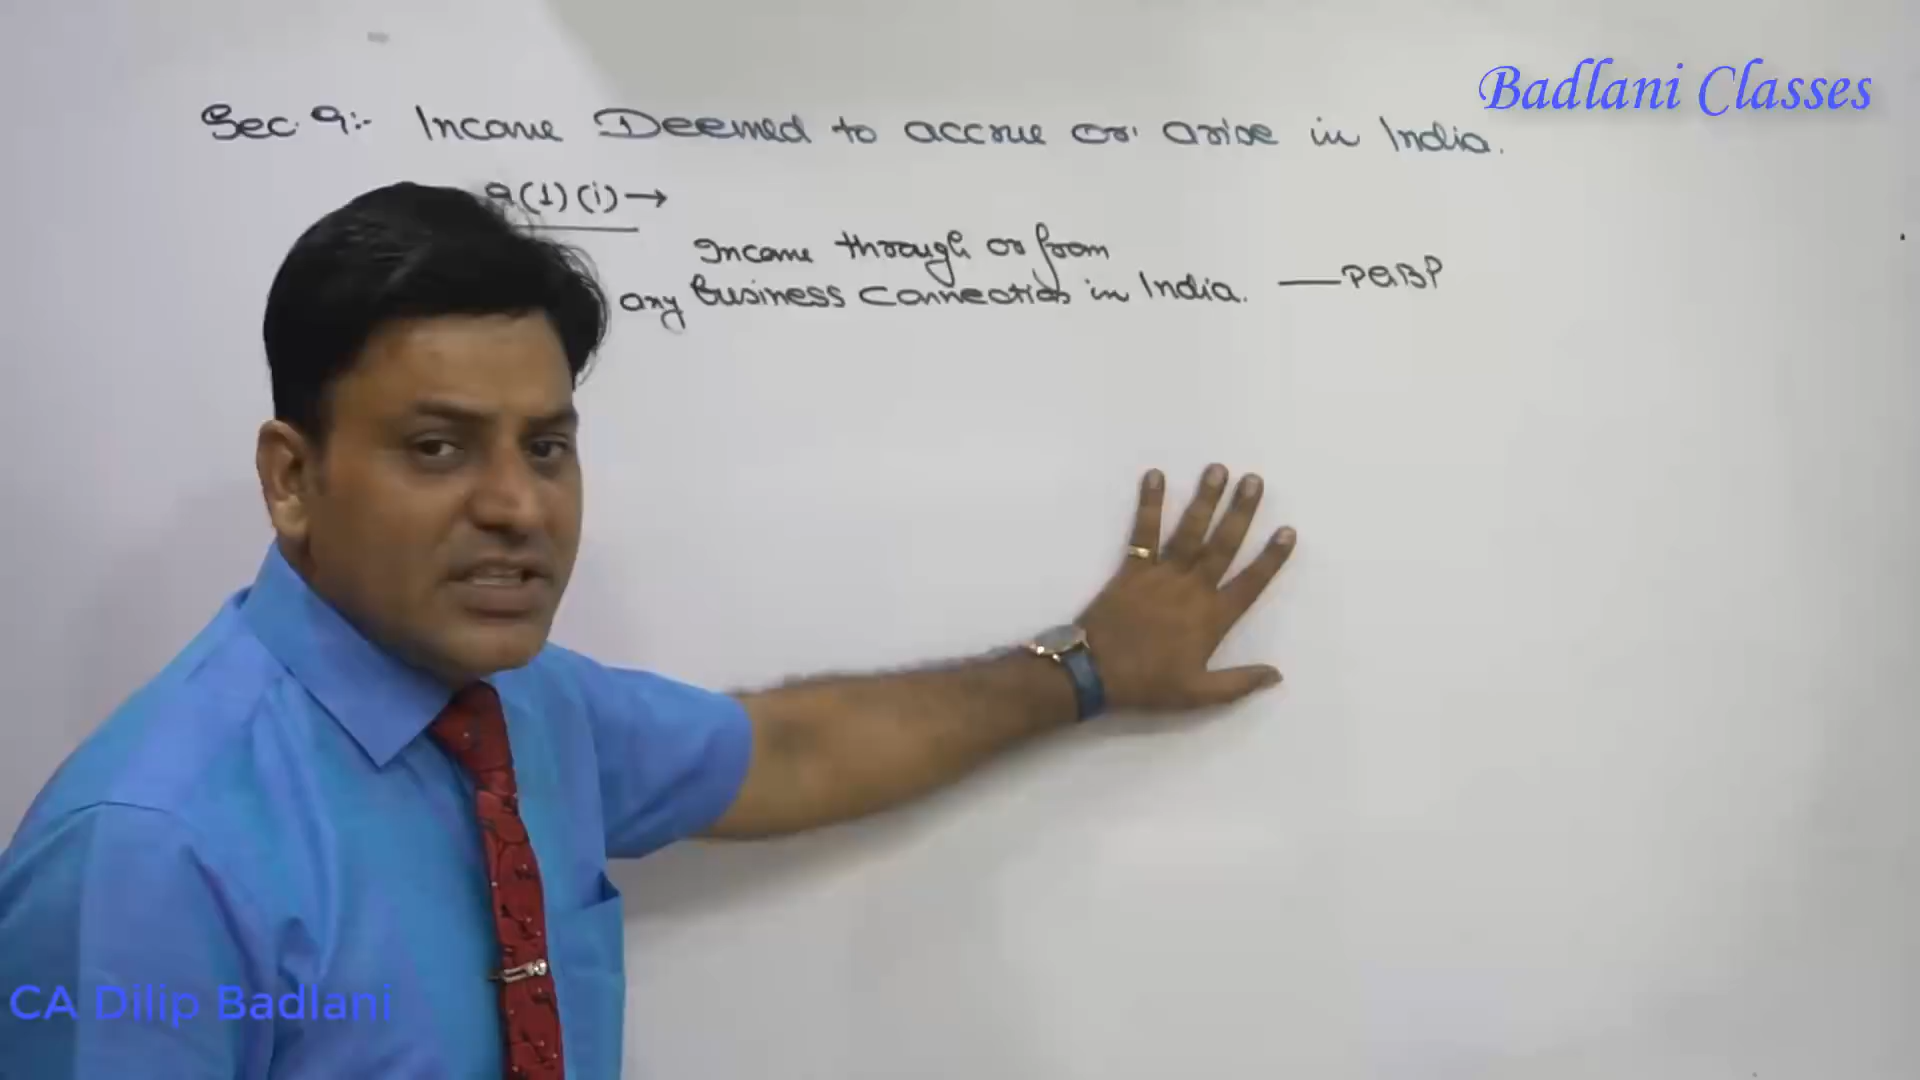 Badlani Classes
Sec. 9:- Income Deemed to accrue or arise in India.
9(1)(i) →
Income through or from
any Business Connection in India. — PGBP
CA Dilip Badlani